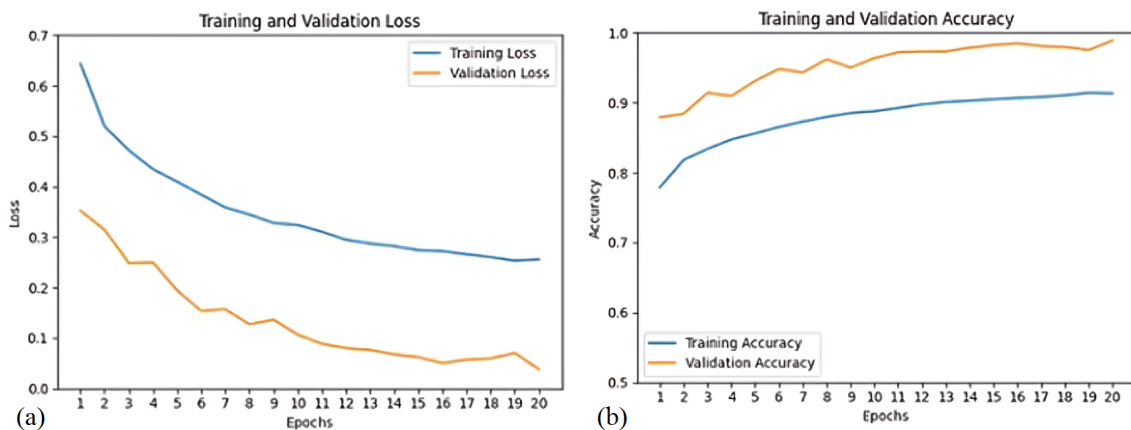 Training and Validation Loss
0.7
0.6
0.5
0.4
0.3
0.2
0.1
0.0
Loss
Training Loss
Validation Loss
1 2 3 4 5 6 7 8 9 10 11 12 13 14 15 16 17 18 19 20
Epochs
(a)
Training and Validation Accuracy
1.0
0.9
0.8
0.7
0.6
0.5
Accuracy
Training Accuracy
Validation Accuracy
1 2 3 4 5 6 7 8 9 10 11 12 13 14 15 16 17 18 19 20
Epochs
(b)